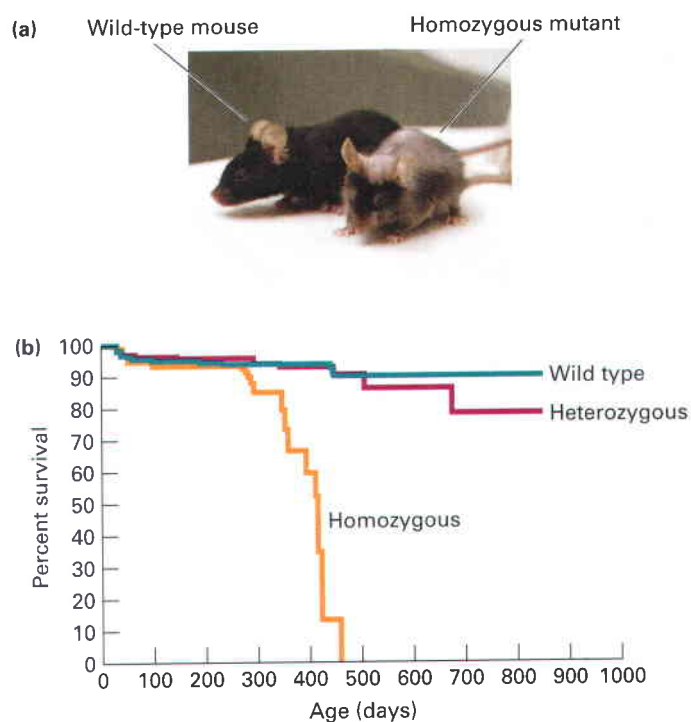 (a)
Wild-type mouse
Homozygous mutant
(b)
Percent survival
100
90
80
70
60
50
40
30
20
10
0
Wild type
Heterozygous
Homozygous
0 100 200 300 400 500 600 700 800 900 1000
Age (days)